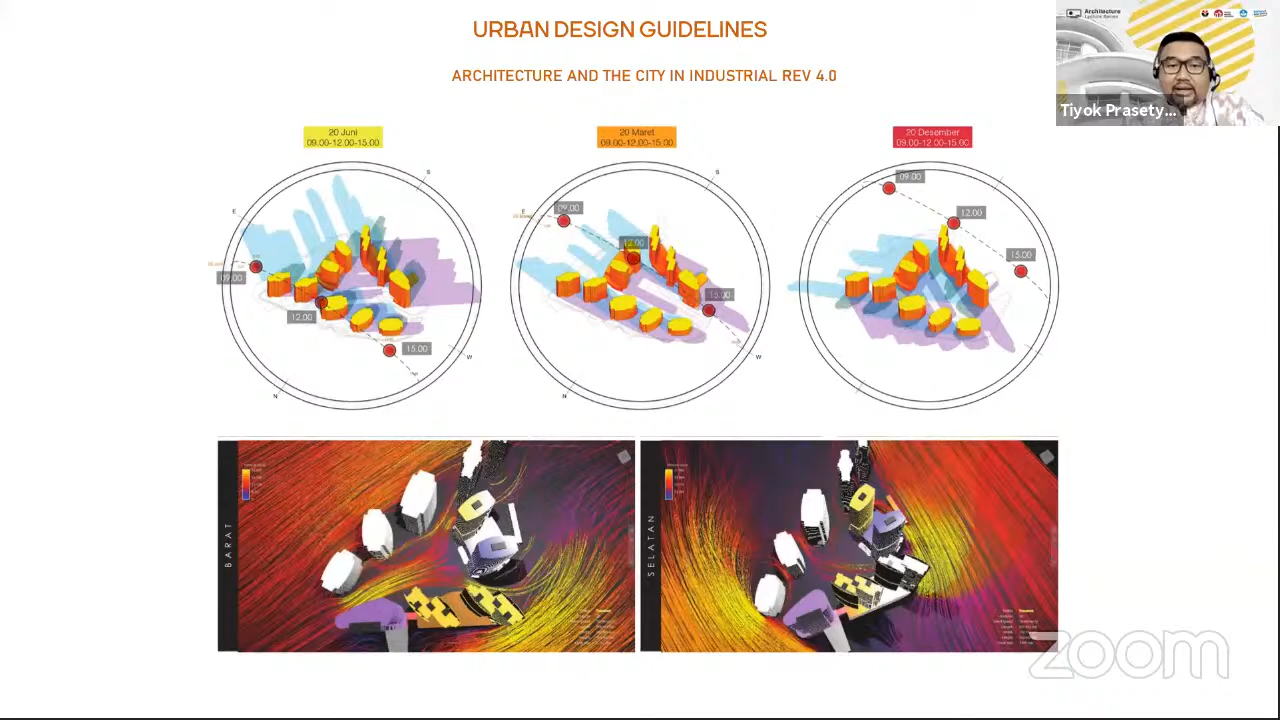 URBAN DESIGN GUIDELINES
ARCHITECTURE AND THE CITY IN INDUSTRIAL REV 4.0
Architecture
Tiyok Prasety...
20 Juni
09.00-12.00-15.00
20 Maret
09.00-12.00-15.00
20 Desember
09.00-12.00-15.00
S
E
09.00
12.00
15.00
W
N
S
E
09.00
12.00
15.00
W
N
09.00
12.00
15.00
BARAT
SELATAN
zoom